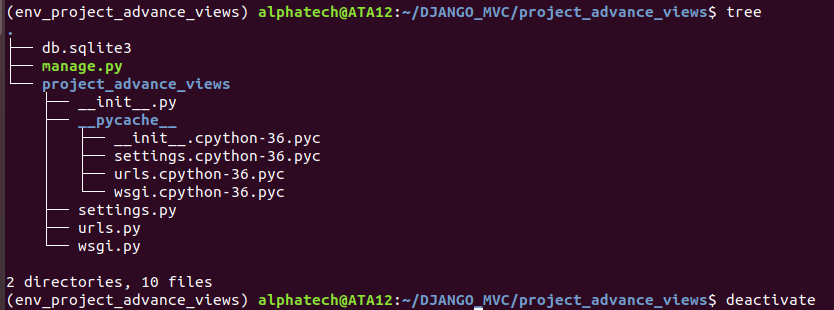 (env_project_advance_views) alphatech@ATA12:~/DJANGO_MVC/project_advance_views$ tree
.
├── db.sqlite3
├── manage.py
└── project_advance_views
    ├── __init__.py
    ├── __pycache__
    │   ├── __init__.cpython-36.pyc
    │   ├── settings.cpython-36.pyc
    │   ├── urls.cpython-36.pyc
    │   └── wsgi.cpython-36.pyc
    ├── settings.py
    ├── urls.py
    └── wsgi.py

2 directories, 10 files
(env_project_advance_views) alphatech@ATA12:~/DJANGO_MVC/project_advance_views$ deactivate